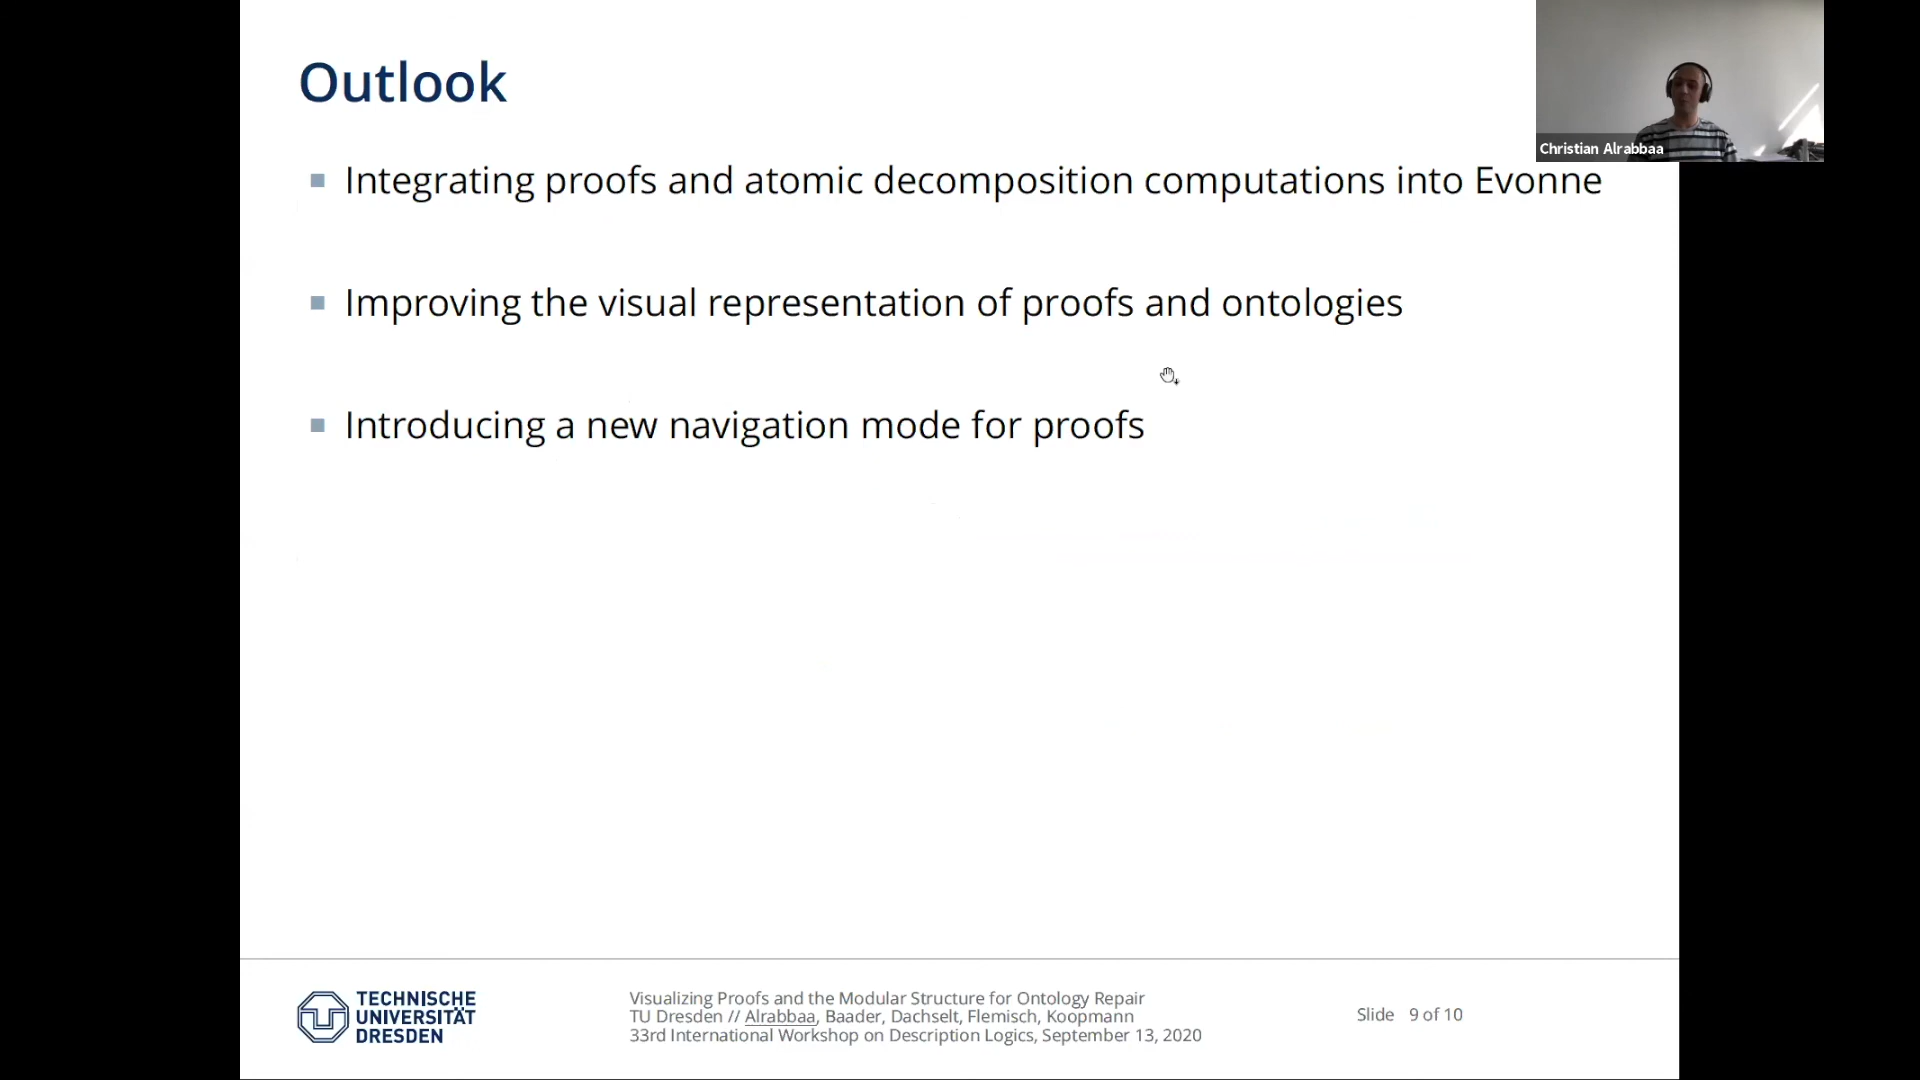 Outlook
Christian Alrabbaa
Integrating proofs and atomic decomposition computations into Evonne
Improving the visual representation of proofs and ontologies
Introducing a new navigation mode for proofs
TECHNISCHE
UNIVERSITÄT
DRESDEN
Visualizing Proofs and the Modular Structure for Ontology Repair
TU Dresden // Alrabbaa, Baader, Dachselt, Flemisch, Koopmann
33rd International Workshop on Description Logics, September 13, 2020
Slide 9 of 10